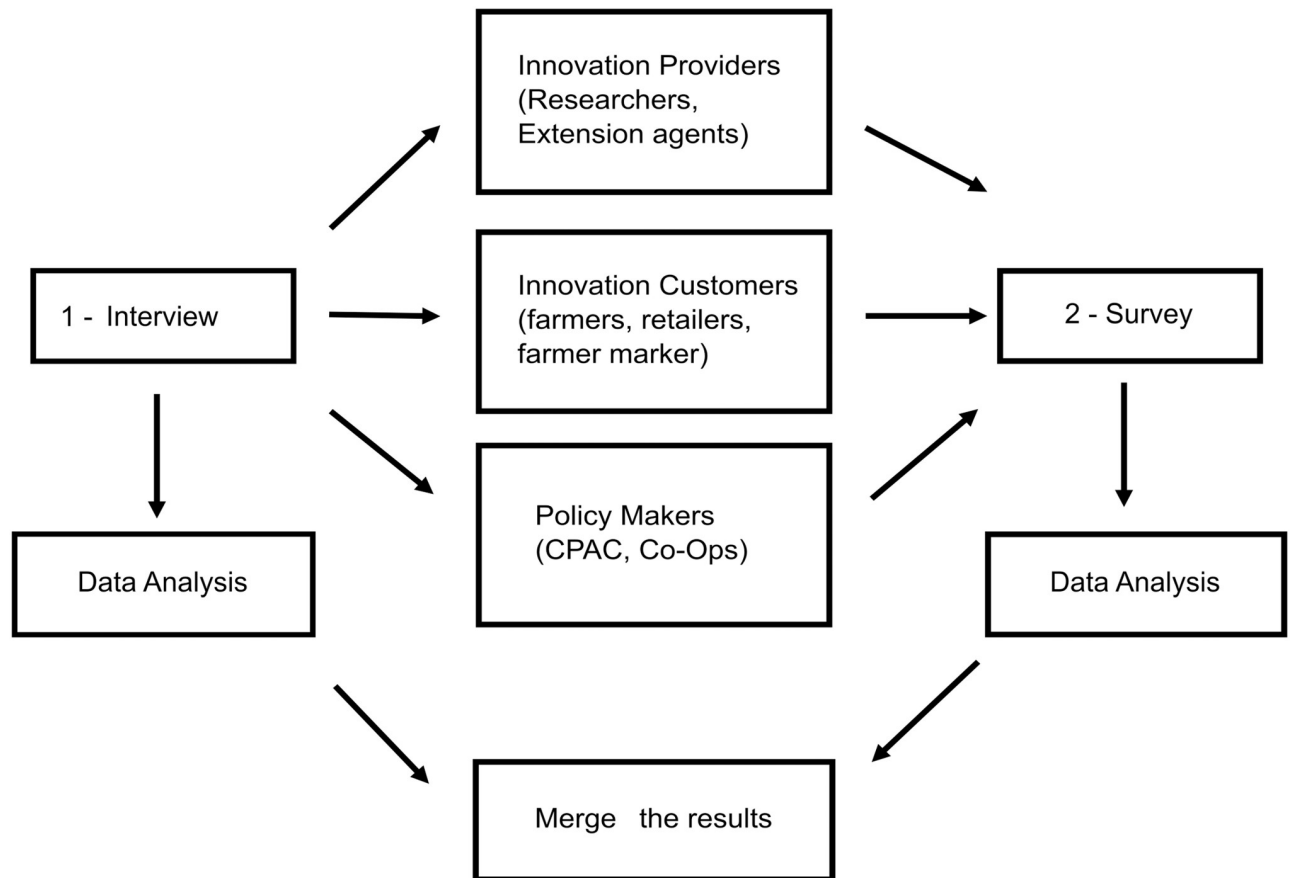 Innovation Providers
(Researchers,
Extension agents)
1 - Interview
Innovation Customers
(farmers, retailers,
farmer marker)
2 - Survey
Policy Makers
(CPAC, Co-Ops)
Data Analysis
Data Analysis
Merge the results